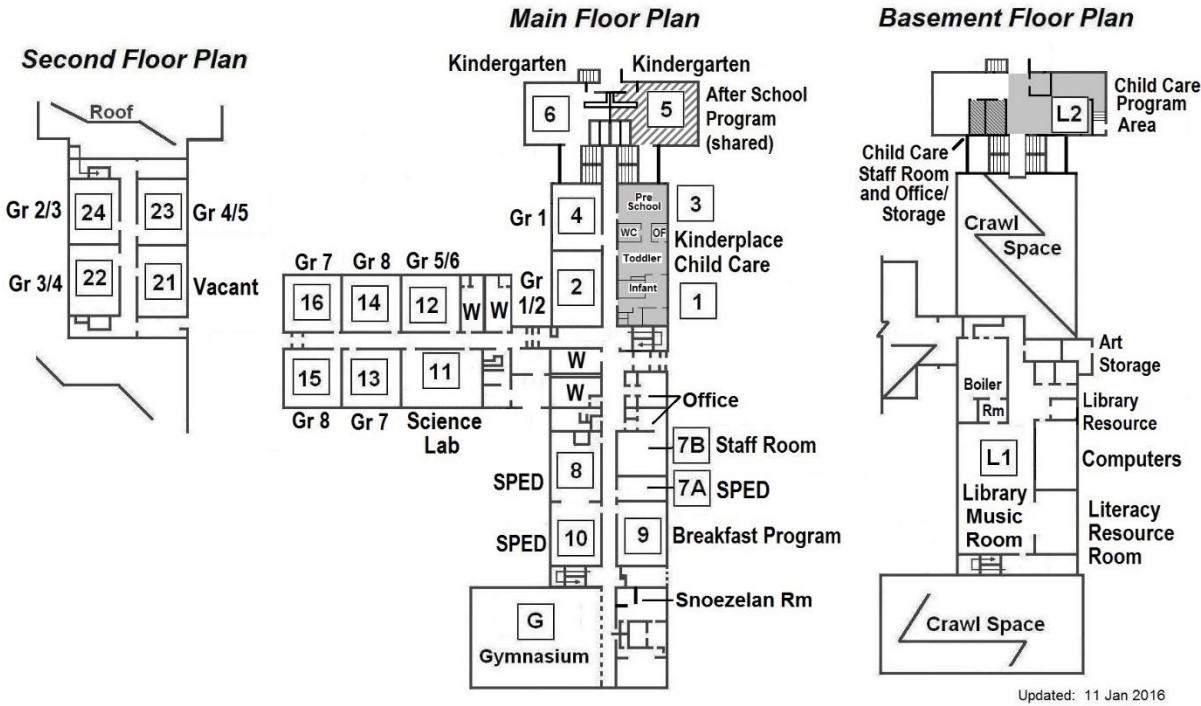 Second Floor Plan
Roof
Gr 2/3
24
23
Gr 4/5
Gr 3/4
22
21
Vacant
Main Floor Plan
Kindergarten
Kindergarten
6
5
After School
Program
(shared)
Gr 1
4
Pre
School
3
WC
OF
Kinderplace
Child Care
Toddler
Gr
1/2
2
Infant
1
Gr 7
Gr 8
Gr 5/6
16
14
12
W
W
15
13
11
W
W
Gr 8
Gr 7
Science
Lab
Office
7B
Staff Room
SPED
8
7A
SPED
SPED
10
9
Breakfast Program
Snoezelan Rm
G
Gymnasium
Basement Floor Plan
L2
Child Care
Program
Area
Child Care
Staff Room
and Office/
Storage
Crawl
Space
Art
Storage
Boiler
Rm
Library
Resource
L1
Computers
Library
Music
Room
Literacy
Resource
Room
Crawl Space
Updated: 11 Jan 2016